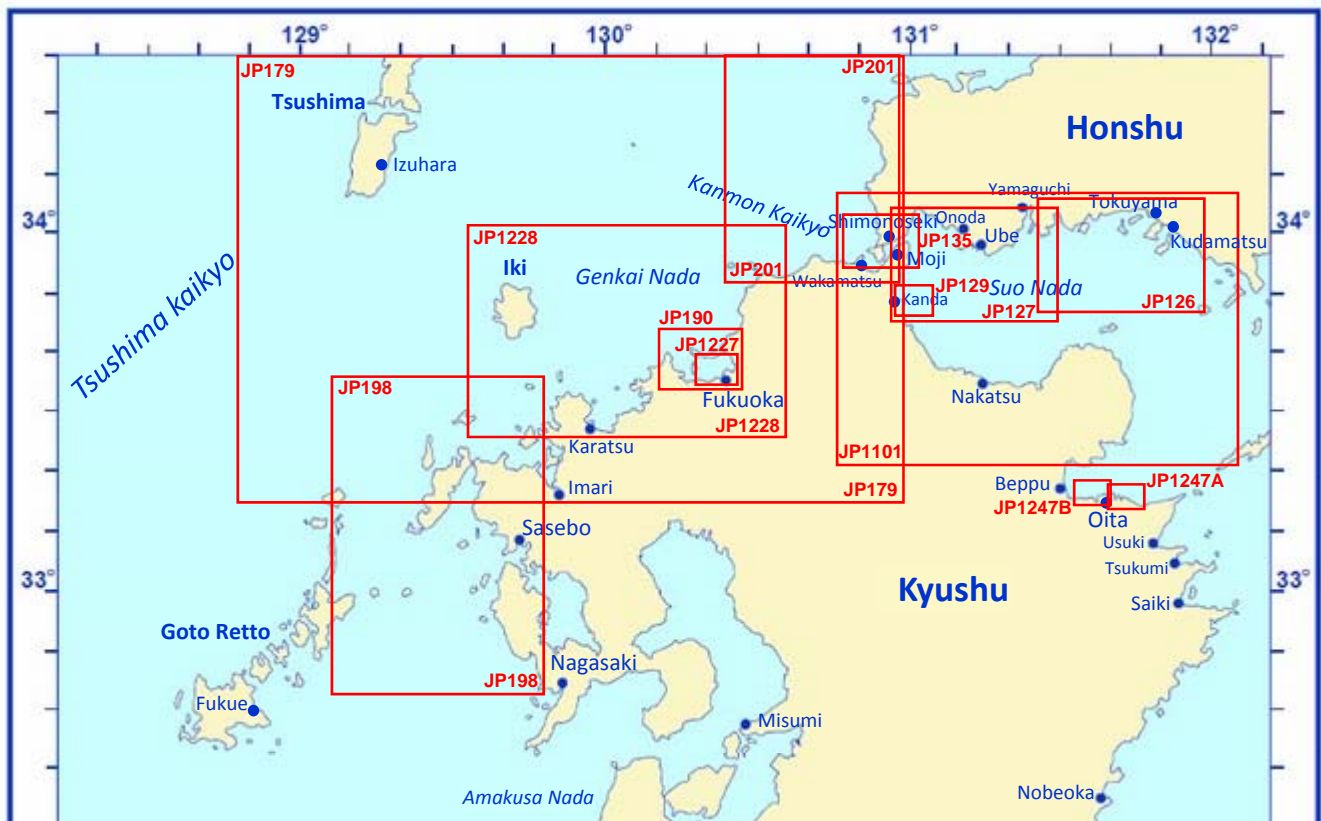 129°
130°
131°
132°
JP179
JP201
Tsushima
Honshu
Izuhara
Kanmon Kaikyo
Yamaguchi
Tokuyama
34°
34°
Shimonoseki
Onoda
JP1228
JP135
Ube
Kudamatsu
Moji
Iki
Genkai Nada
JP201
Wakamatsu
JP129
Suo Nada
Kanda
JP126
JP127
Tsushima kaikyo
JP190
JP1227
JP198
Fukuoka
Nakatsu
JP1228
Karatsu
JP1101
Imari
JP179
Beppu
JP1247A
JP1247B
Oita
Sasebo
Usuki
Tsukumi
33°
33°
Kyushu
Saiki
Goto Retto
Nagasaki
JP198
Fukue
Misumi
Amakusa Nada
Nobeoka